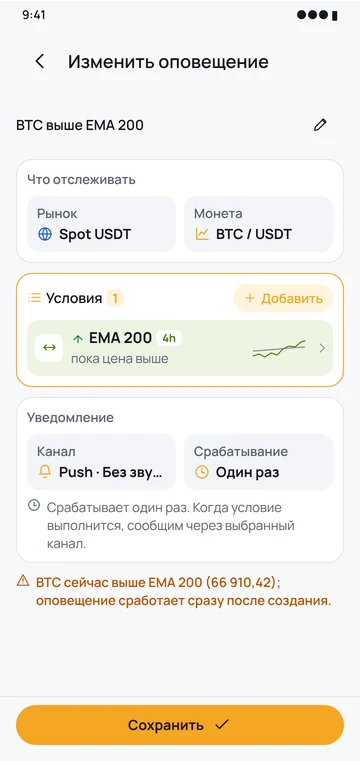 9:41
Изменить оповещение
BTC выше EMA 200
Что отслеживать
Рынок
Spot USDT
Монета
BTC / USDT
Условия 1
+ Добавить
EMA 200 4h
пока цена выше
Уведомление
Канал
Push · Без зву...
Срабатывание
Один раз
Срабатывает один раз. Когда условие
выполнится, сообщим через выбранный
канал.
BTC сейчас выше EMA 200 (66 910,42);
оповещение сработает сразу после создания.
Сохранить